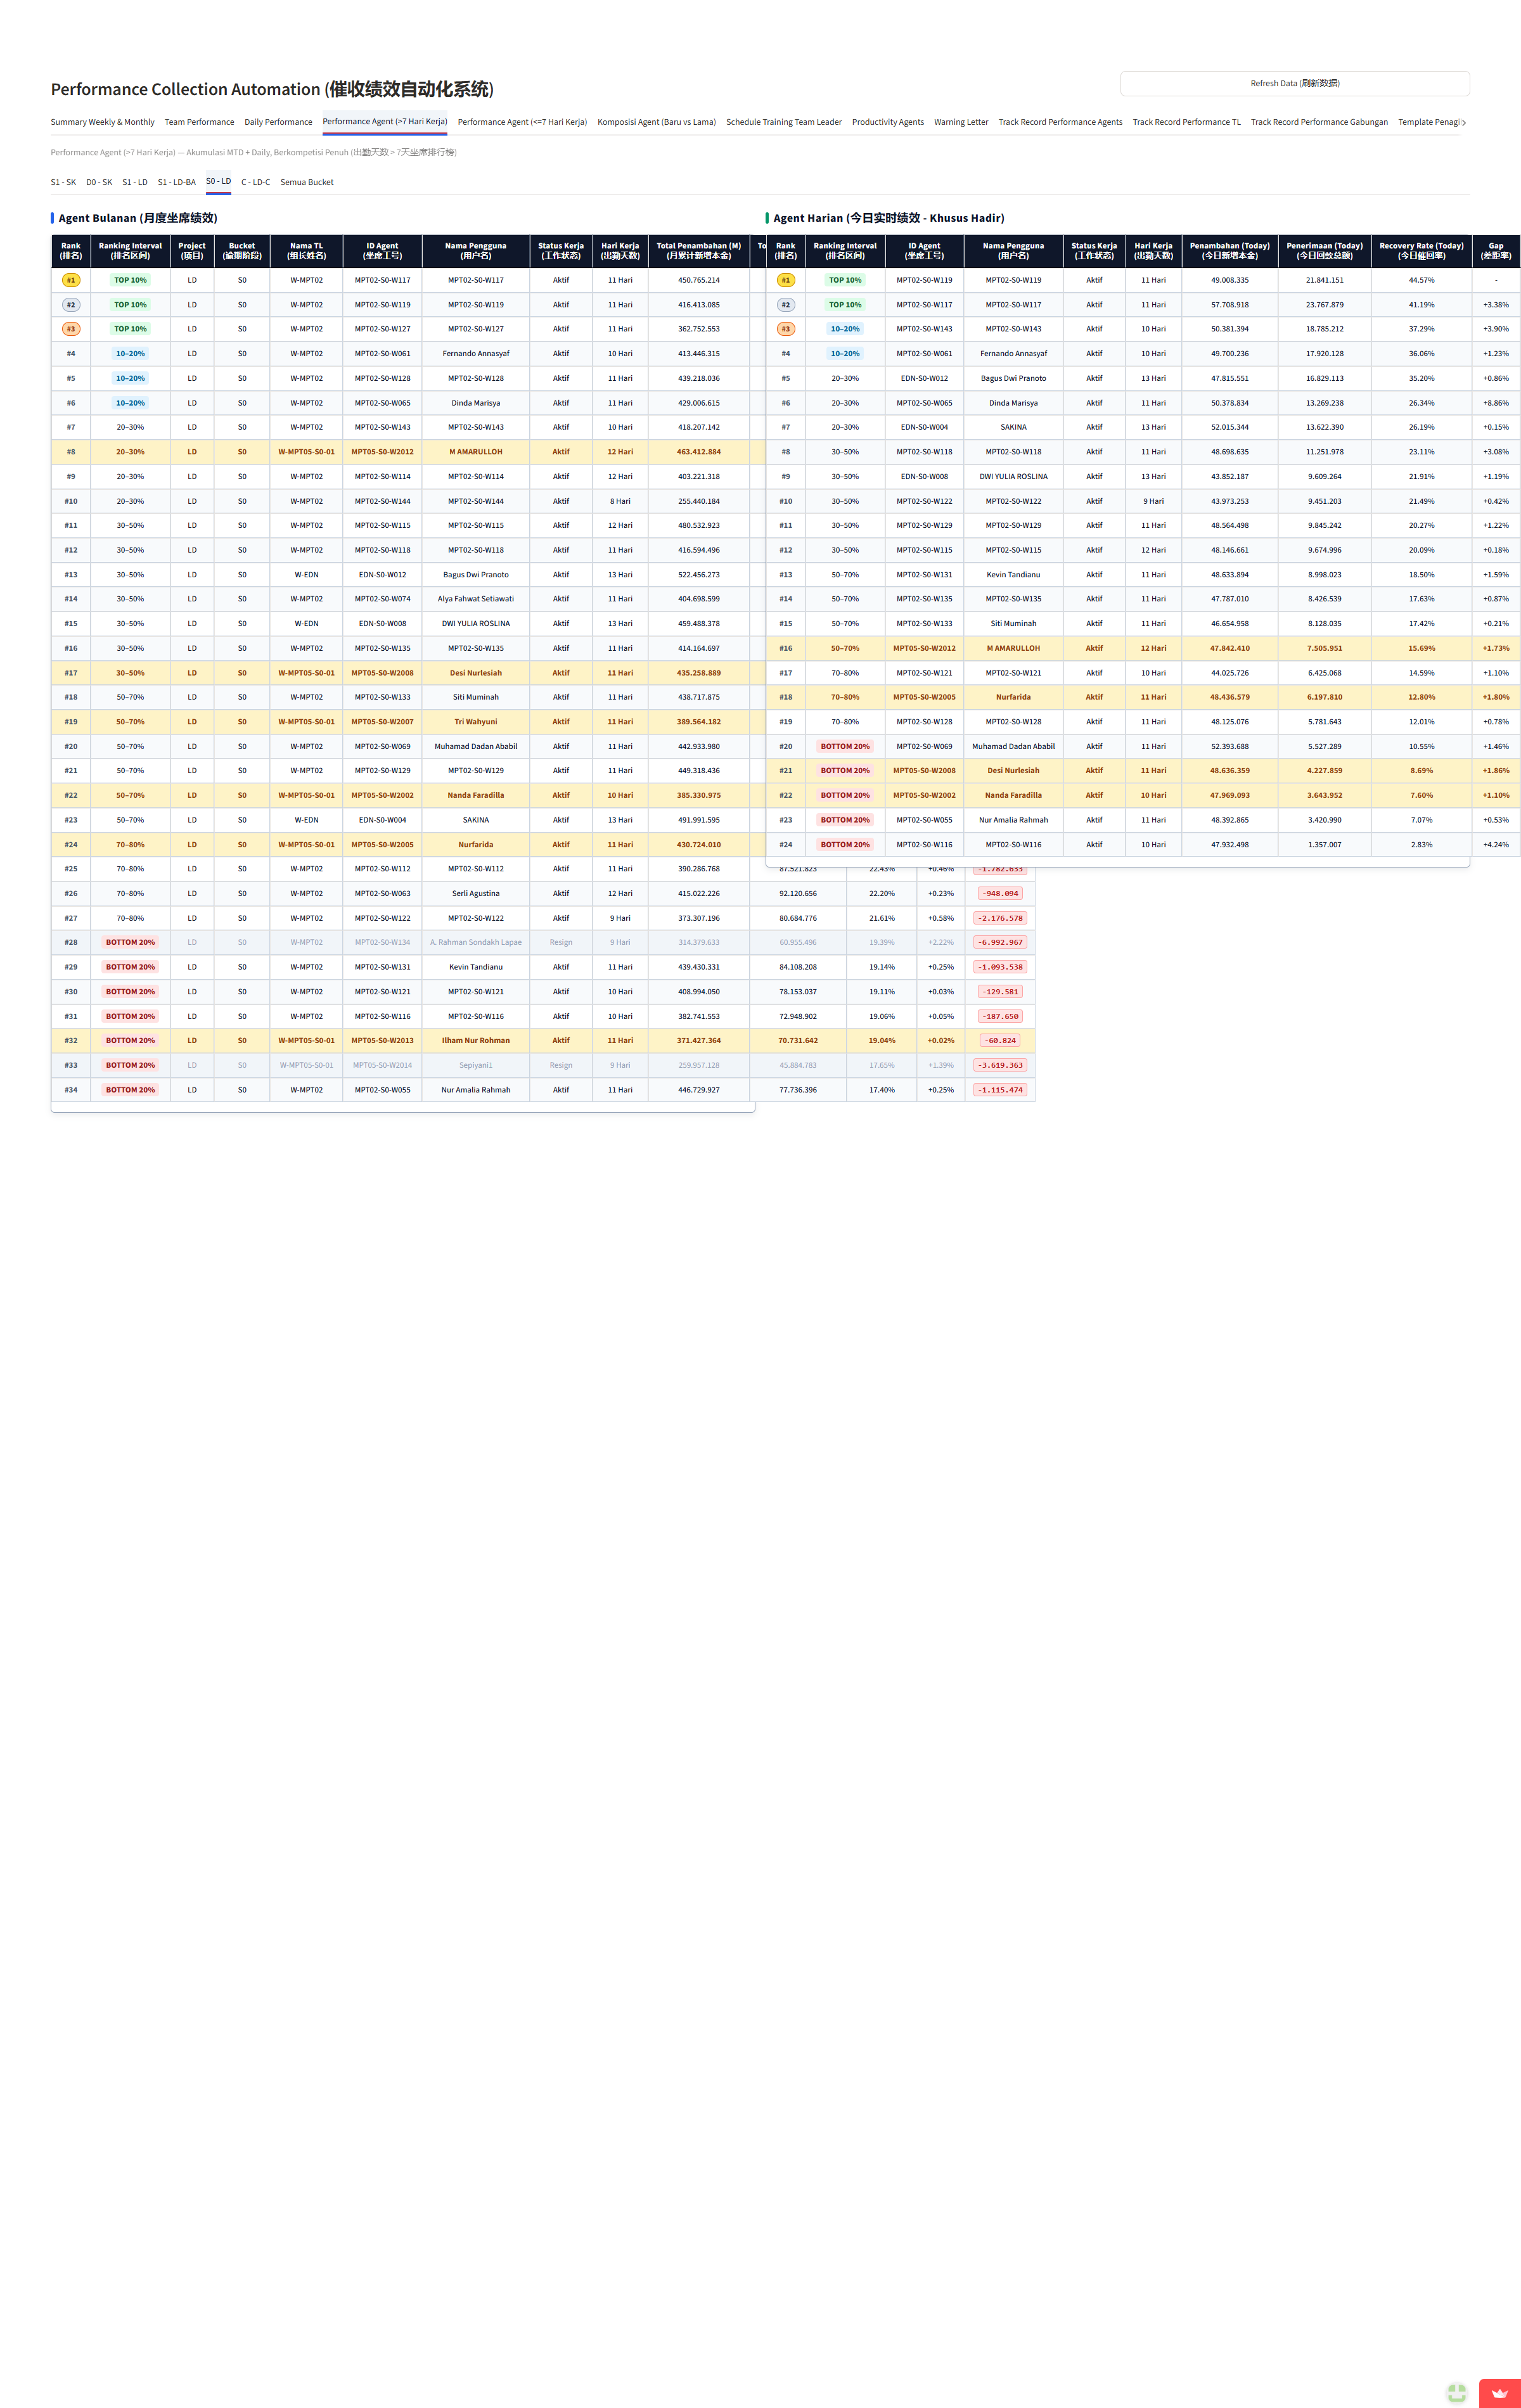 Performance Collection Automation (催收绩效自动化系统)
Refresh Data (刷新数据)
Summary Weekly & Monthly Team Performance Daily Performance Performance Agent (>7 Hari Kerja) Performance Agent (<=7 Hari Kerja) Komposisi Agent (Baru vs Lama) Schedule Training Team Leader Productivity Agents Warning Letter Track Record Performance Agents Track Record Performance TL Track Record Performance Gabungan Template Penagi
Performance Agent (>7 Hari Kerja) — Akumulasi MTD + Daily, Berkompetisi Penuh (出勤天数 > 7天坐席排行榜)
S1 - SK D0 - SK S1 - LD S1 - LD-BA S0 - LD C - LD-C Semua Bucket
Agent Bulanan (月度坐席绩效)
Rank Ranking Interval Project Bucket Nama TL ID Agent Nama Pengguna Status Kerja Hari Kerja Total Penambahan (M) To
(排名) (排名区间) (项目) (逾期阶段) (组长姓名) (坐席工号) (用户名) (工作状态) (出勤天数) (月累计新增本金)
#1 TOP 10% LD S0 W-MPT02 MPT02-S0-W117 MPT02-S0-W117 Aktif 11 Hari 450.765.214
#2 TOP 10% LD S0 W-MPT02 MPT02-S0-W119 MPT02-S0-W119 Aktif 11 Hari 416.413.085
#3 TOP 10% LD S0 W-MPT02 MPT02-S0-W127 MPT02-S0-W127 Aktif 11 Hari 362.752.553
#4 10–20% LD S0 W-MPT02 MPT02-S0-W061 Fernando Annasyaf Aktif 10 Hari 413.446.315
#5 10–20% LD S0 W-MPT02 MPT02-S0-W128 MPT02-S0-W128 Aktif 11 Hari 439.218.036
#6 10–20% LD S0 W-MPT02 MPT02-S0-W065 Dinda Marisya Aktif 11 Hari 429.006.615
#7 20–30% LD S0 W-MPT02 MPT02-S0-W143 MPT02-S0-W143 Aktif 10 Hari 418.207.142
#8 20–30% LD S0 W-MPT05-S0-01 MPT05-S0-W2012 M AMARULLOH Aktif 12 Hari 463.412.884
#9 20–30% LD S0 W-MPT02 MPT02-S0-W114 MPT02-S0-W114 Aktif 12 Hari 403.221.318
#10 20–30% LD S0 W-MPT02 MPT02-S0-W144 MPT02-S0-W144 Aktif 8 Hari 255.440.184
#11 30–50% LD S0 W-MPT02 MPT02-S0-W115 MPT02-S0-W115 Aktif 12 Hari 480.532.923
#12 30–50% LD S0 W-MPT02 MPT02-S0-W118 MPT02-S0-W118 Aktif 11 Hari 416.594.496
#13 30–50% LD S0 W-EDN EDN-S0-W012 Bagus Dwi Pranoto Aktif 13 Hari 522.456.273
#14 30–50% LD S0 W-MPT02 MPT02-S0-W074 Alya Fahwat Setiawati Aktif 11 Hari 404.698.599
#15 30–50% LD S0 W-EDN EDN-S0-W008 DWI YULIA ROSLINA Aktif 13 Hari 459.488.378
#16 30–50% LD S0 W-MPT02 MPT02-S0-W135 MPT02-S0-W135 Aktif 11 Hari 414.164.697
#17 30–50% LD S0 W-MPT05-S0-01 MPT05-S0-W2008 Desi Nurlesiah Aktif 11 Hari 435.258.889
#18 50–70% LD S0 W-MPT02 MPT02-S0-W133 Siti Muminah Aktif 11 Hari 438.717.875
#19 50–70% LD S0 W-MPT05-S0-01 MPT05-S0-W2007 Tri Wahyuni Aktif 11 Hari 389.564.182
#20 50–70% LD S0 W-MPT02 MPT02-S0-W069 Muhamad Dadan Ababil Aktif 11 Hari 442.933.980
#21 50–70% LD S0 W-MPT02 MPT02-S0-W129 MPT02-S0-W129 Aktif 11 Hari 449.318.436
#22 50–70% LD S0 W-MPT05-S0-01 MPT05-S0-W2002 Nanda Faradilla Aktif 10 Hari 385.330.975
#23 50–70% LD S0 W-EDN EDN-S0-W004 SAKINA Aktif 13 Hari 491.991.595
#24 70–80% LD S0 W-MPT05-S0-01 MPT05-S0-W2005 Nurfarida Aktif 11 Hari 430.724.010
#25 70–80% LD S0 W-MPT02 MPT02-S0-W112 MPT02-S0-W112 Aktif 11 Hari 390.286.768 87.521.823 22.43% +0.46% -1.782.633
#26 70–80% LD S0 W-MPT02 MPT02-S0-W063 Serli Agustina Aktif 12 Hari 415.022.226 92.120.656 22.20% +0.23% -948.094
#27 70–80% LD S0 W-MPT02 MPT02-S0-W122 MPT02-S0-W122 Aktif 9 Hari 373.307.196 80.684.776 21.61% +0.58% -2.176.578
#28 BOTTOM 20% LD S0 W-MPT02 MPT02-S0-W134 A. Rahman Sondakh Lapae Resign 9 Hari 314.379.633 60.955.496 19.39% +2.22% -6.992.967
#29 BOTTOM 20% LD S0 W-MPT02 MPT02-S0-W131 Kevin Tandianu Aktif 11 Hari 439.430.331 84.108.208 19.14% +0.25% -1.093.538
#30 BOTTOM 20% LD S0 W-MPT02 MPT02-S0-W121 MPT02-S0-W121 Aktif 10 Hari 408.994.050 78.153.037 19.11% +0.03% -129.581
#31 BOTTOM 20% LD S0 W-MPT02 MPT02-S0-W116 MPT02-S0-W116 Aktif 10 Hari 382.741.553 72.948.902 19.06% +0.05% -187.650
#32 BOTTOM 20% LD S0 W-MPT05-S0-01 MPT05-S0-W2013 Ilham Nur Rohman Aktif 11 Hari 371.427.364 70.731.642 19.04% +0.02% -60.824
#33 BOTTOM 20% LD S0 W-MPT05-S0-01 MPT05-S0-W2014 Sepiyani1 Resign 9 Hari 259.957.128 45.884.783 17.65% +1.39% -3.619.363
#34 BOTTOM 20% LD S0 W-MPT02 MPT02-S0-W055 Nur Amalia Rahmah Aktif 11 Hari 446.729.927 77.736.396 17.40% +0.25% -1.115.474
Agent Harian (今日实时绩效 - Khusus Hadir)
Rank Ranking Interval ID Agent Nama Pengguna Status Kerja Hari Kerja Penambahan (Today) Penerimaan (Today) Recovery Rate (Today) Gap
(排名) (排名区间) (坐席工号) (用户名) (工作状态) (出勤天数) (今日新增本金) (今日回款总额) (今日催回率) (差距率)
#1 TOP 10% MPT02-S0-W119 MPT02-S0-W119 Aktif 11 Hari 49.008.335 21.841.151 44.57% -
#2 TOP 10% MPT02-S0-W117 MPT02-S0-W117 Aktif 11 Hari 57.708.918 23.767.879 41.19% +3.38%
#3 10–20% MPT02-S0-W143 MPT02-S0-W143 Aktif 10 Hari 50.381.394 18.785.212 37.29% +3.90%
#4 10–20% MPT02-S0-W061 Fernando Annasyaf Aktif 10 Hari 49.700.236 17.920.128 36.06% +1.23%
#5 20–30% EDN-S0-W012 Bagus Dwi Pranoto Aktif 13 Hari 47.815.551 16.829.113 35.20% +0.86%
#6 20–30% MPT02-S0-W065 Dinda Marisya Aktif 11 Hari 50.378.834 13.269.238 26.34% +8.86%
#7 20–30% EDN-S0-W004 SAKINA Aktif 13 Hari 52.015.344 13.622.390 26.19% +0.15%
#8 30–50% MPT02-S0-W118 MPT02-S0-W118 Aktif 11 Hari 48.698.635 11.251.978 23.11% +3.08%
#9 30–50% EDN-S0-W008 DWI YULIA ROSLINA Aktif 13 Hari 43.852.187 9.609.264 21.91% +1.19%
#10 30–50% MPT02-S0-W122 MPT02-S0-W122 Aktif 9 Hari 43.973.253 9.451.203 21.49% +0.42%
#11 30–50% MPT02-S0-W129 MPT02-S0-W129 Aktif 11 Hari 48.564.498 9.845.242 20.27% +1.22%
#12 30–50% MPT02-S0-W115 MPT02-S0-W115 Aktif 12 Hari 48.146.661 9.674.996 20.09% +0.18%
#13 50–70% MPT02-S0-W131 Kevin Tandianu Aktif 11 Hari 48.633.894 8.998.023 18.50% +1.59%
#14 50–70% MPT02-S0-W135 MPT02-S0-W135 Aktif 11 Hari 47.787.010 8.426.539 17.63% +0.87%
#15 50–70% MPT02-S0-W133 Siti Muminah Aktif 11 Hari 46.654.958 8.128.035 17.42% +0.21%
#16 50–70% MPT05-S0-W2012 M AMARULLOH Aktif 12 Hari 47.842.410 7.505.951 15.69% +1.73%
#17 70–80% MPT02-S0-W121 MPT02-S0-W121 Aktif 10 Hari 44.025.726 6.425.068 14.59% +1.10%
#18 70–80% MPT05-S0-W2005 Nurfarida Aktif 11 Hari 48.436.579 6.197.810 12.80% +1.80%
#19 70–80% MPT02-S0-W128 MPT02-S0-W128 Aktif 11 Hari 48.125.076 5.781.643 12.01% +0.78%
#20 BOTTOM 20% MPT02-S0-W069 Muhamad Dadan Ababil Aktif 11 Hari 52.393.688 5.527.289 10.55% +1.46%
#21 BOTTOM 20% MPT05-S0-W2008 Desi Nurlesiah Aktif 11 Hari 48.636.359 4.227.859 8.69% +1.86%
#22 BOTTOM 20% MPT05-S0-W2002 Nanda Faradilla Aktif 10 Hari 47.969.093 3.643.952 7.60% +1.10%
#23 BOTTOM 20% MPT02-S0-W055 Nur Amalia Rahmah Aktif 11 Hari 48.392.865 3.420.990 7.07% +0.53%
#24 BOTTOM 20% MPT02-S0-W116 MPT02-S0-W116 Aktif 10 Hari 47.932.498 1.357.007 2.83% +4.24%